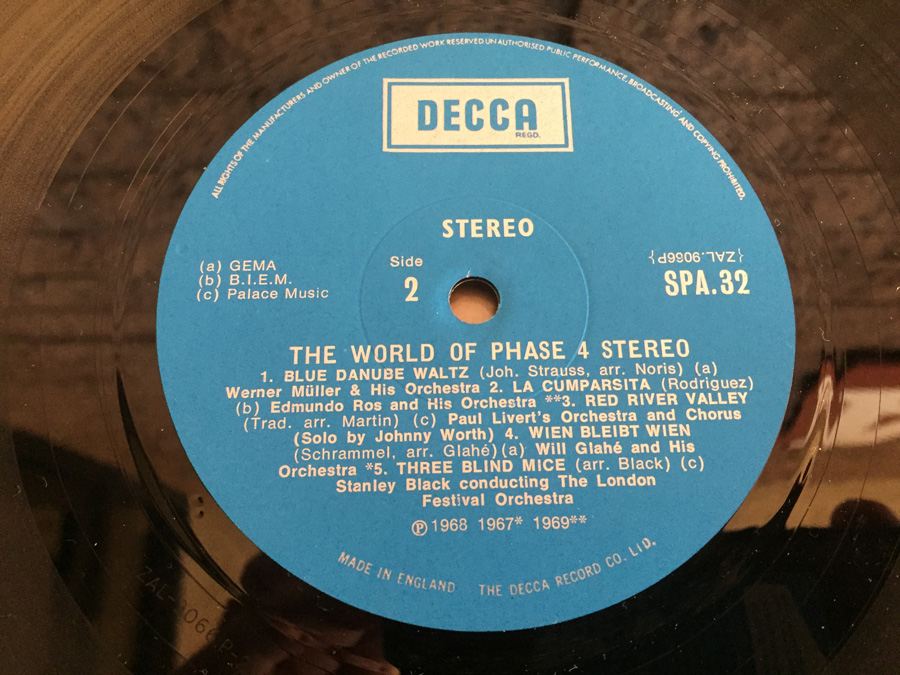 ALL RIGHTS OF THE MANUFACTURERS AND OWNER OF THE RECORDED WORK RESERVED UNAUTHORISED PUBLIC PERFORMANCE, BROADCASTING AND COPYING PROHIBITED.
DECCA
REGD.
STEREO
(a) GEMA
(b) B.I.E.M.
(c) Palace Music
Side
2
{ZAL.9066P}
SPA.32
THE WORLD OF PHASE 4 STEREO
1. BLUE DANUBE WALTZ (Joh. Strauss, arr. Noris) (a)
Werner Müller & His Orchestra 2. LA CUMPARSITA (Rodriguez)
(b) Edmundo Ros and His Orchestra **3. RED RIVER VALLEY
(Trad. arr. Martin) (c) Paul Livert's Orchestra and Chorus
(Solo by Johnny Worth) 4. WIEN BLEIBT WIEN
(Schrammel, arr. Glahé)(a) Will Glahé and His
Orchestra *5. THREE BLIND MICE (arr. Black) (c)
Stanley Black conducting The London
Festival Orchestra
Ⓟ 1968 1967* 1969**
MADE IN ENGLAND THE DECCA RECORD CO. LTD.